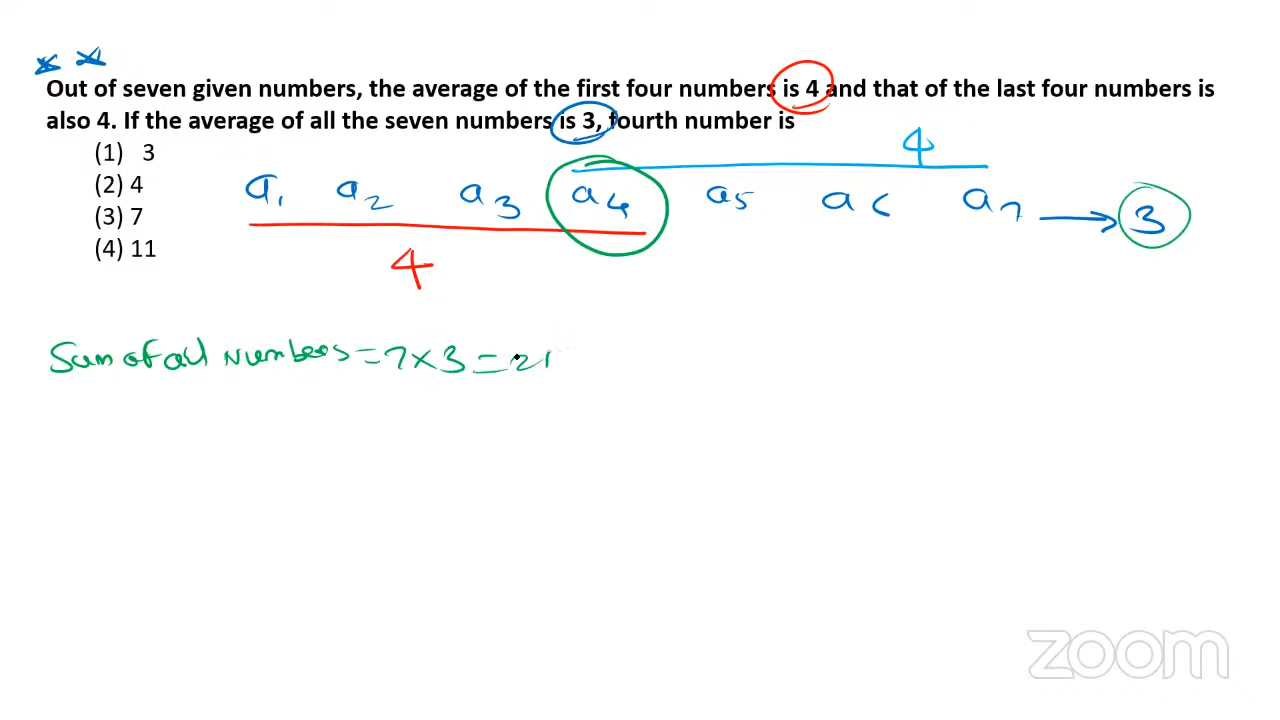 Out of seven given numbers, the average of the first four numbers is 4 and that of the last four numbers is
also 4. If the average of all the seven numbers is 3, fourth number is
(1) 3
(2) 4
(3) 7
(4) 11
4
a1 a2 a3 a4 a5 a6 a7 → 3
4
Sum of all Numbers = 7 × 3 = 21
zoom